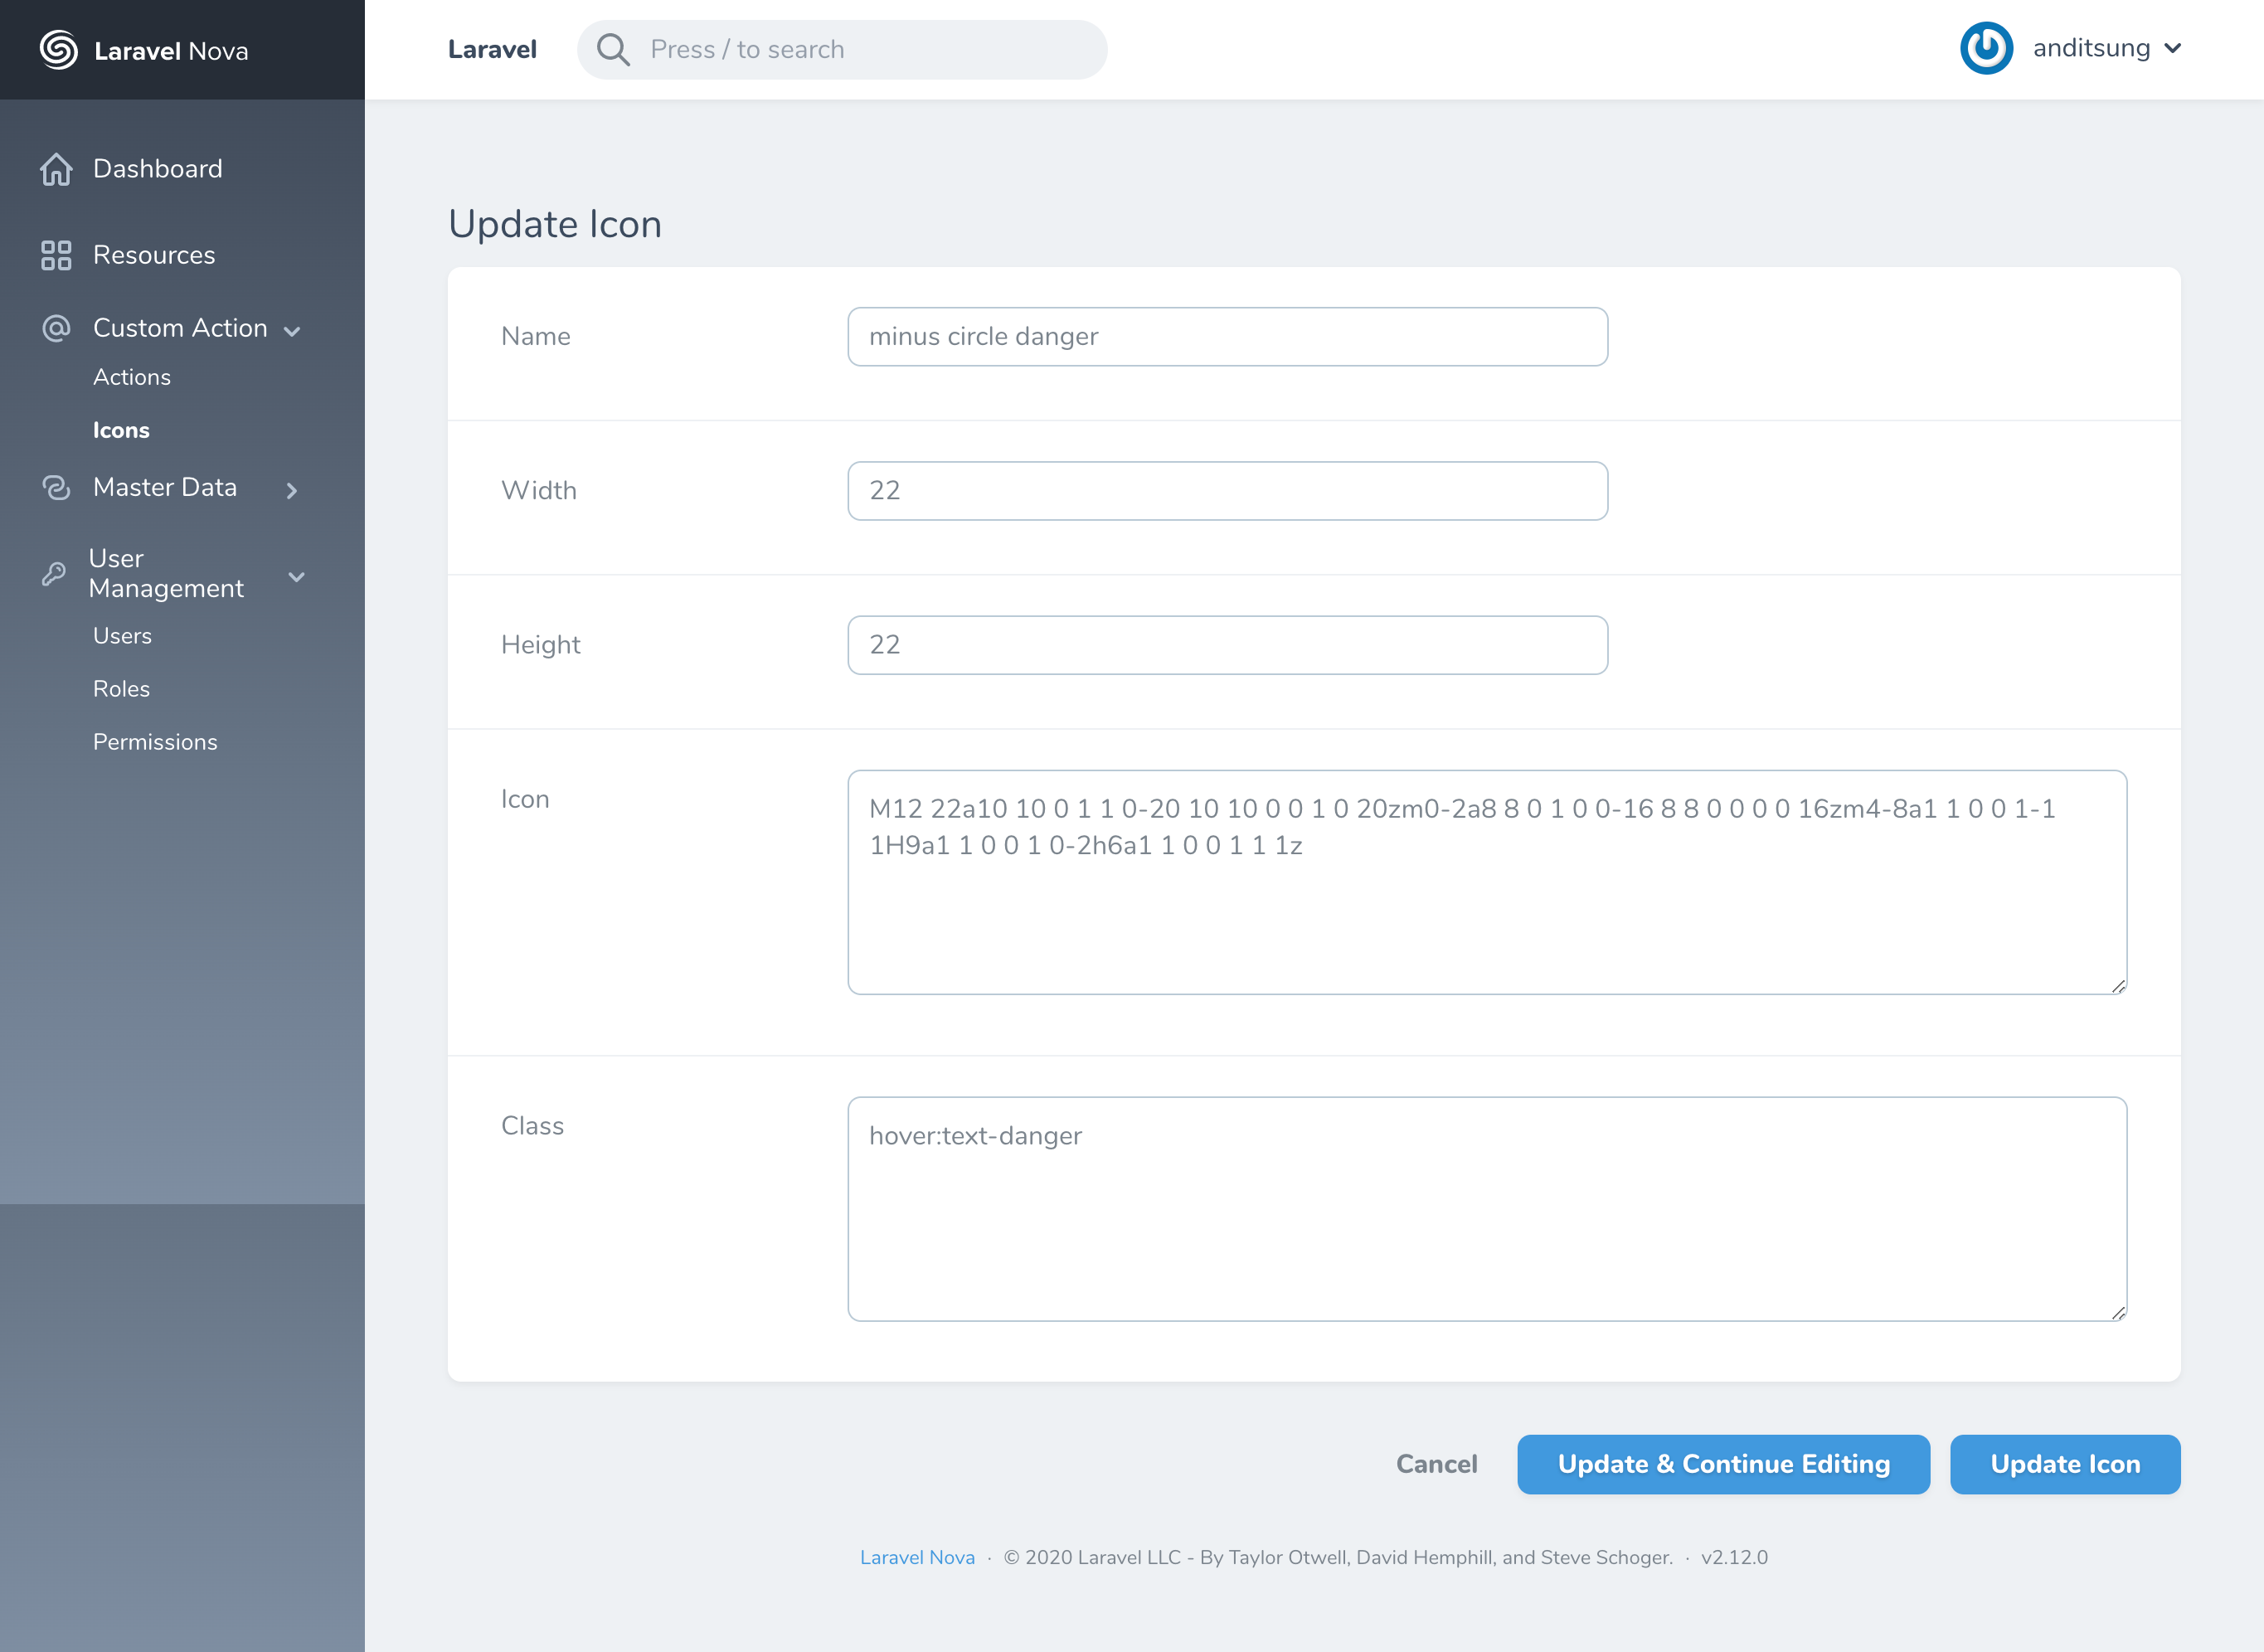 Laravel Nova
Laravel
Press / to search
anditsung
Dashboard
Resources
Custom Action
Actions
Icons
Master Data
User
Management
Users
Roles
Permissions
Update Icon
Name
minus circle danger
Width
22
Height
22
Icon
M12 22a10 10 0 1 1 0-20 10 10 0 0 1 0 20zm0-2a8 8 0 1 0 0-16 8 8 0 0 0 0 16zm4-8a1 1 0 0 1-1
1H9a1 1 0 0 1 0-2h6a1 1 0 0 1 1 1z
Class
hover:text-danger
Cancel
Update & Continue Editing
Update Icon
Laravel Nova · © 2020 Laravel LLC - By Taylor Otwell, David Hemphill, and Steve Schoger. · v2.12.0